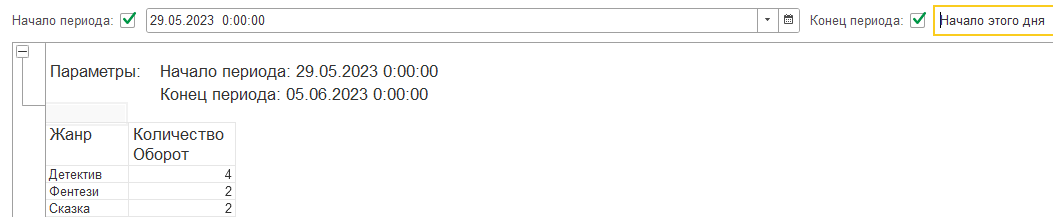 Начало периода: 29.05.2023 0:00:00 Конец периода: Начало этого дня
Параметры: Начало периода: 29.05.2023 0:00:00
Конец периода: 05.06.2023 0:00:00
Жанр Количество
Оборот
Детектив 4
Фентези 2
Сказка 2